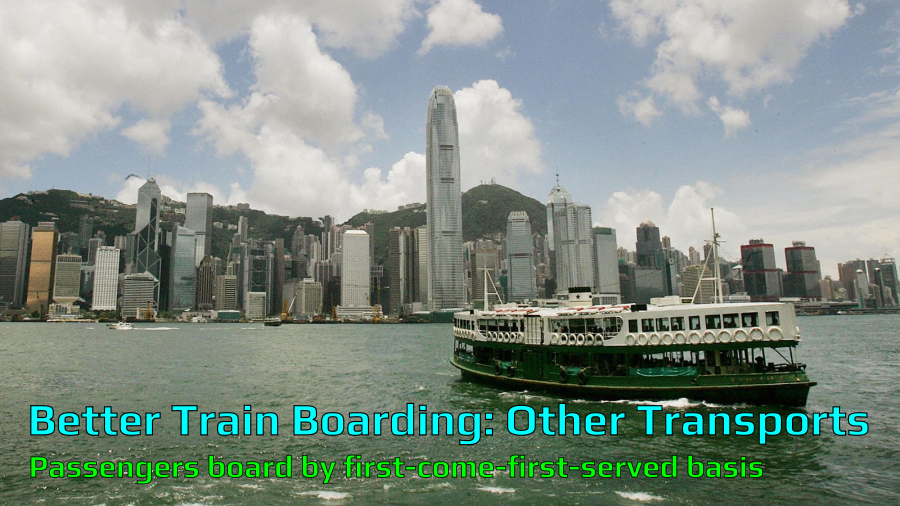 Better Train Boarding: Other Transports
Passengers board by first-come-first-served basis